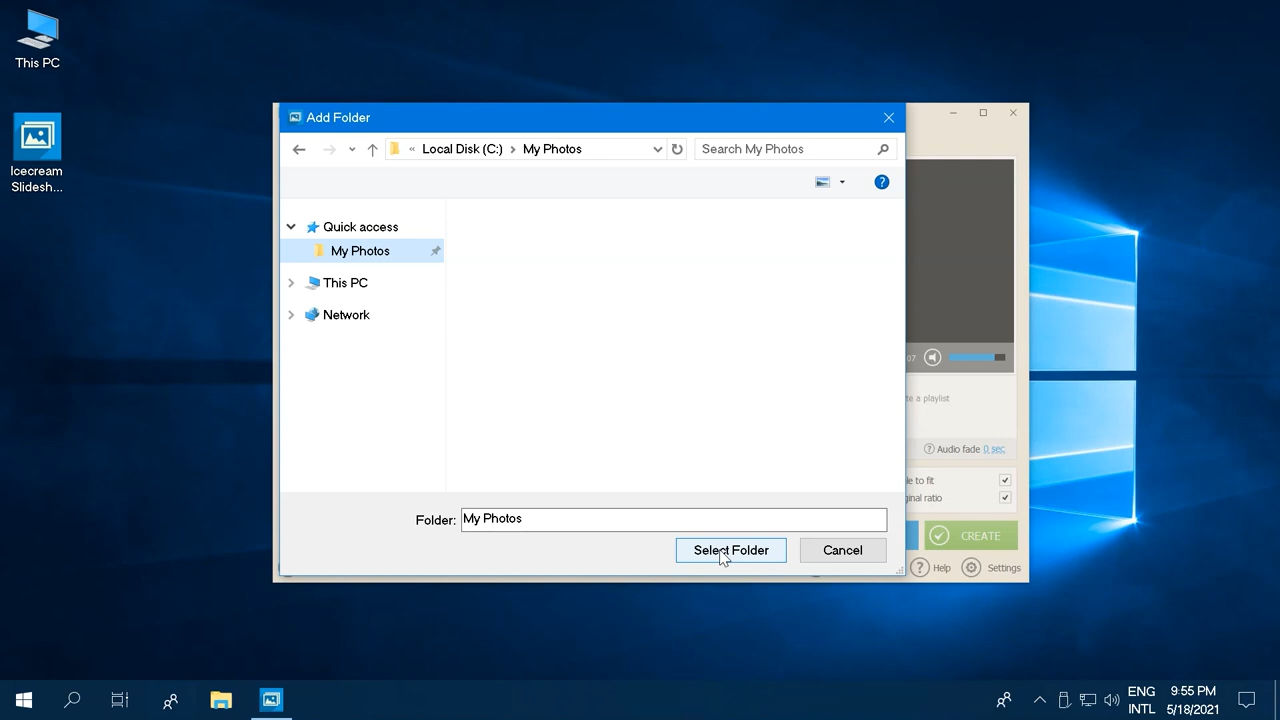 This PC
Icecream
Slidesh...
Add Folder
« Local Disk (C:) > My Photos
Search My Photos
?
Quick access
My Photos
This PC
Network
07
te a playlist
? Audio fade 0 sec.
le to fit
ginal ratio
Folder: My Photos
Select Folder
Cancel
CREATE
? Help
Settings
ENG
INTL
9:55 PM
5/18/2021